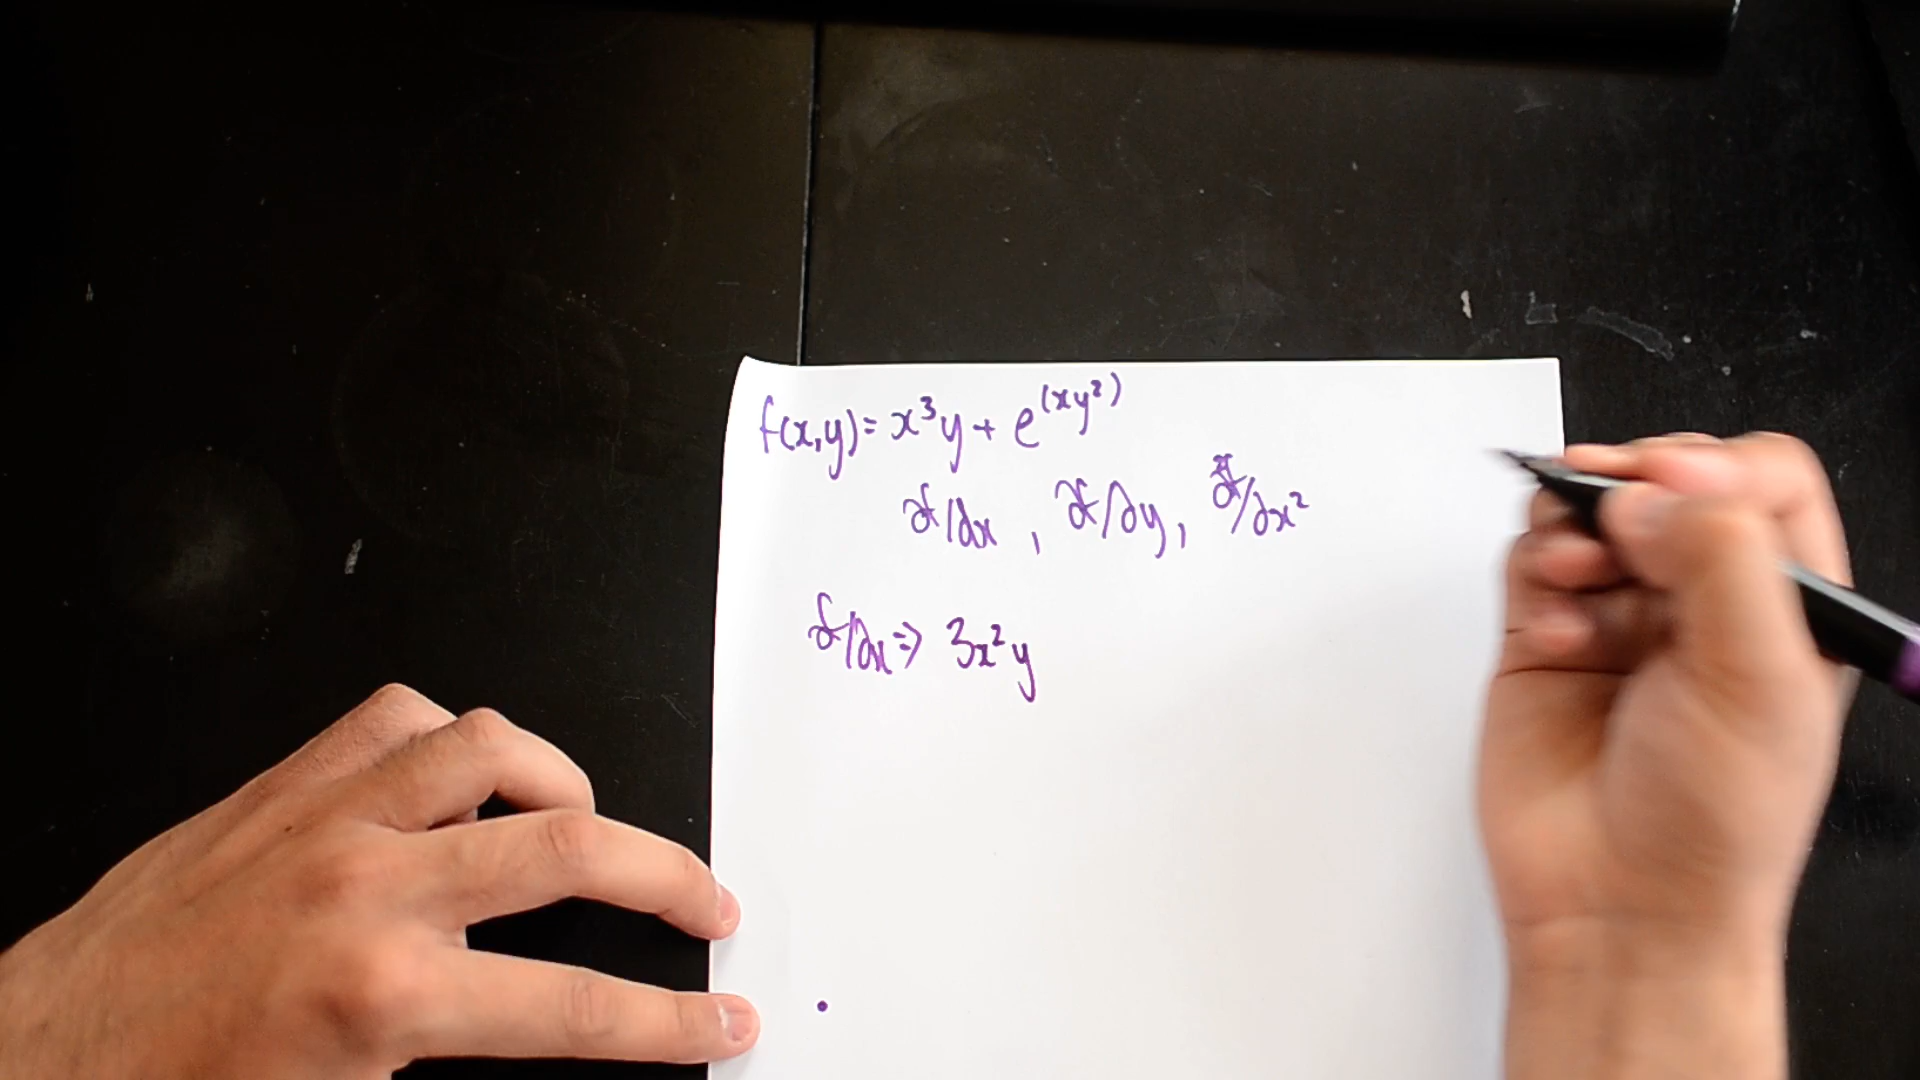 f(x,y)= x³y + e^(xy²)
∂f/∂x , ∂f/∂y, ∂²f/∂x²
∂f/∂x => 3x²y